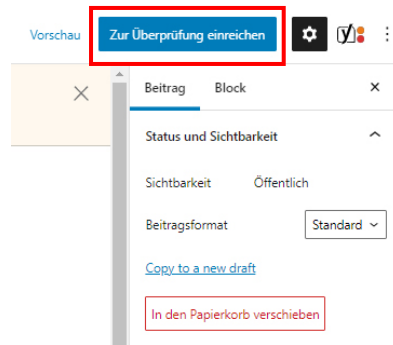 Vorschau Zur Überprüfung einreichen
Beitrag Block
Status und Sichtbarkeit
Sichtbarkeit Öffentlich
Beitragsformat Standard
Copy to a new draft
In den Papierkorb verschieben